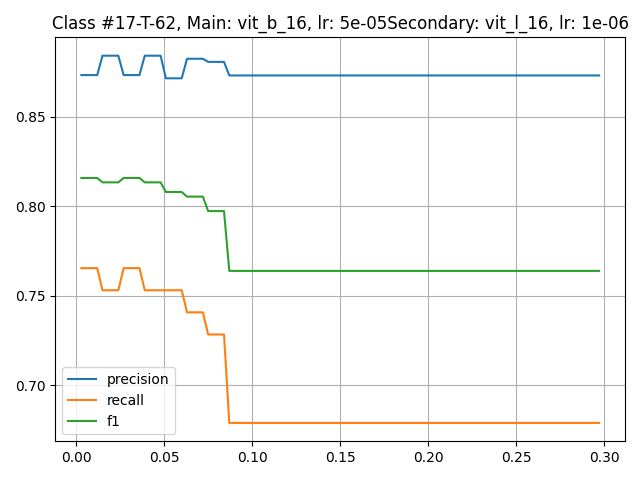 Class #17-T-62, Main: vit_b_16, lr: 5e-05Secondary: vit_l_16, lr: 1e-06
0.85
0.80
0.75
0.70
precision
recall
f1
0.00 0.05 0.10 0.15 0.20 0.25 0.30